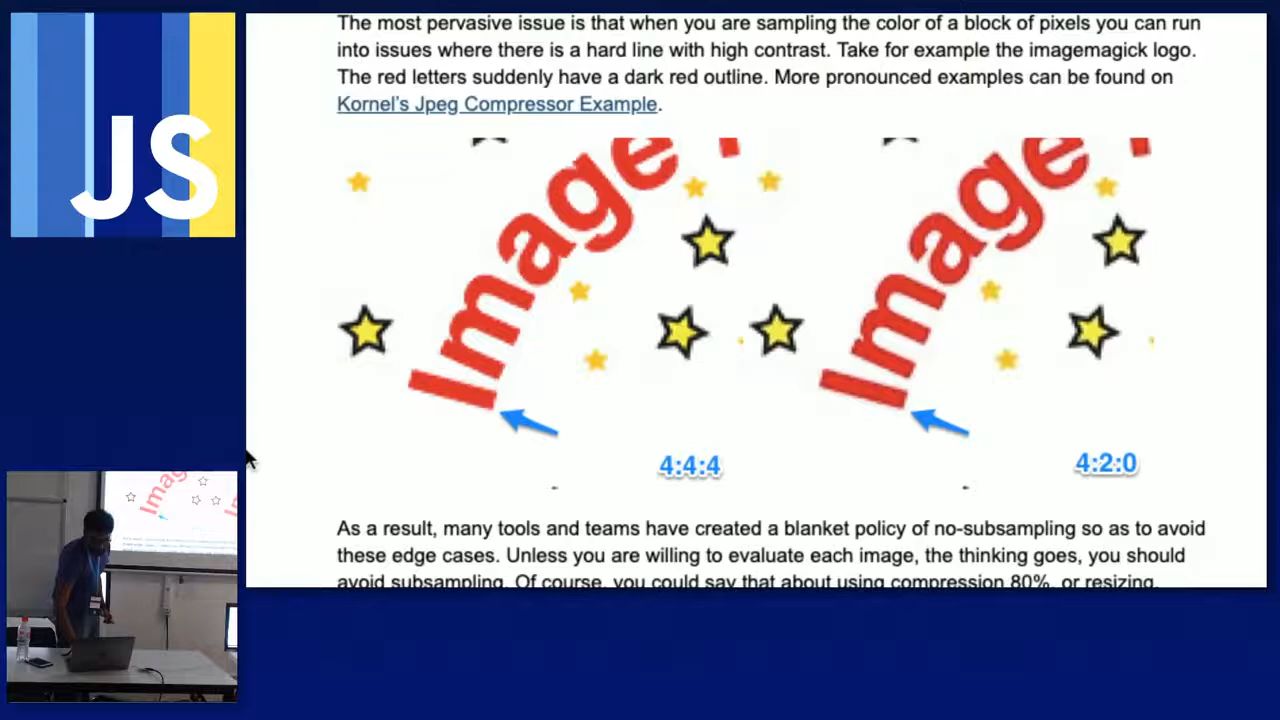 JS
The most pervasive issue is that when you are sampling the color of a block of pixels you can run
into issues where there is a hard line with high contrast. Take for example the imagemagick logo.
The red letters suddenly have a dark red outline. More pronounced examples can be found on
Kornel's Jpeg Compressor Example.
Image
Image
4:4:4
4:2:0
As a result, many tools and teams have created a blanket policy of no-subsampling so as to avoid
these edge cases. Unless you are willing to evaluate each image, the thinking goes, you should
avoid subsampling. Of course, you could say that about using compression 80%, or resizing,
Imag